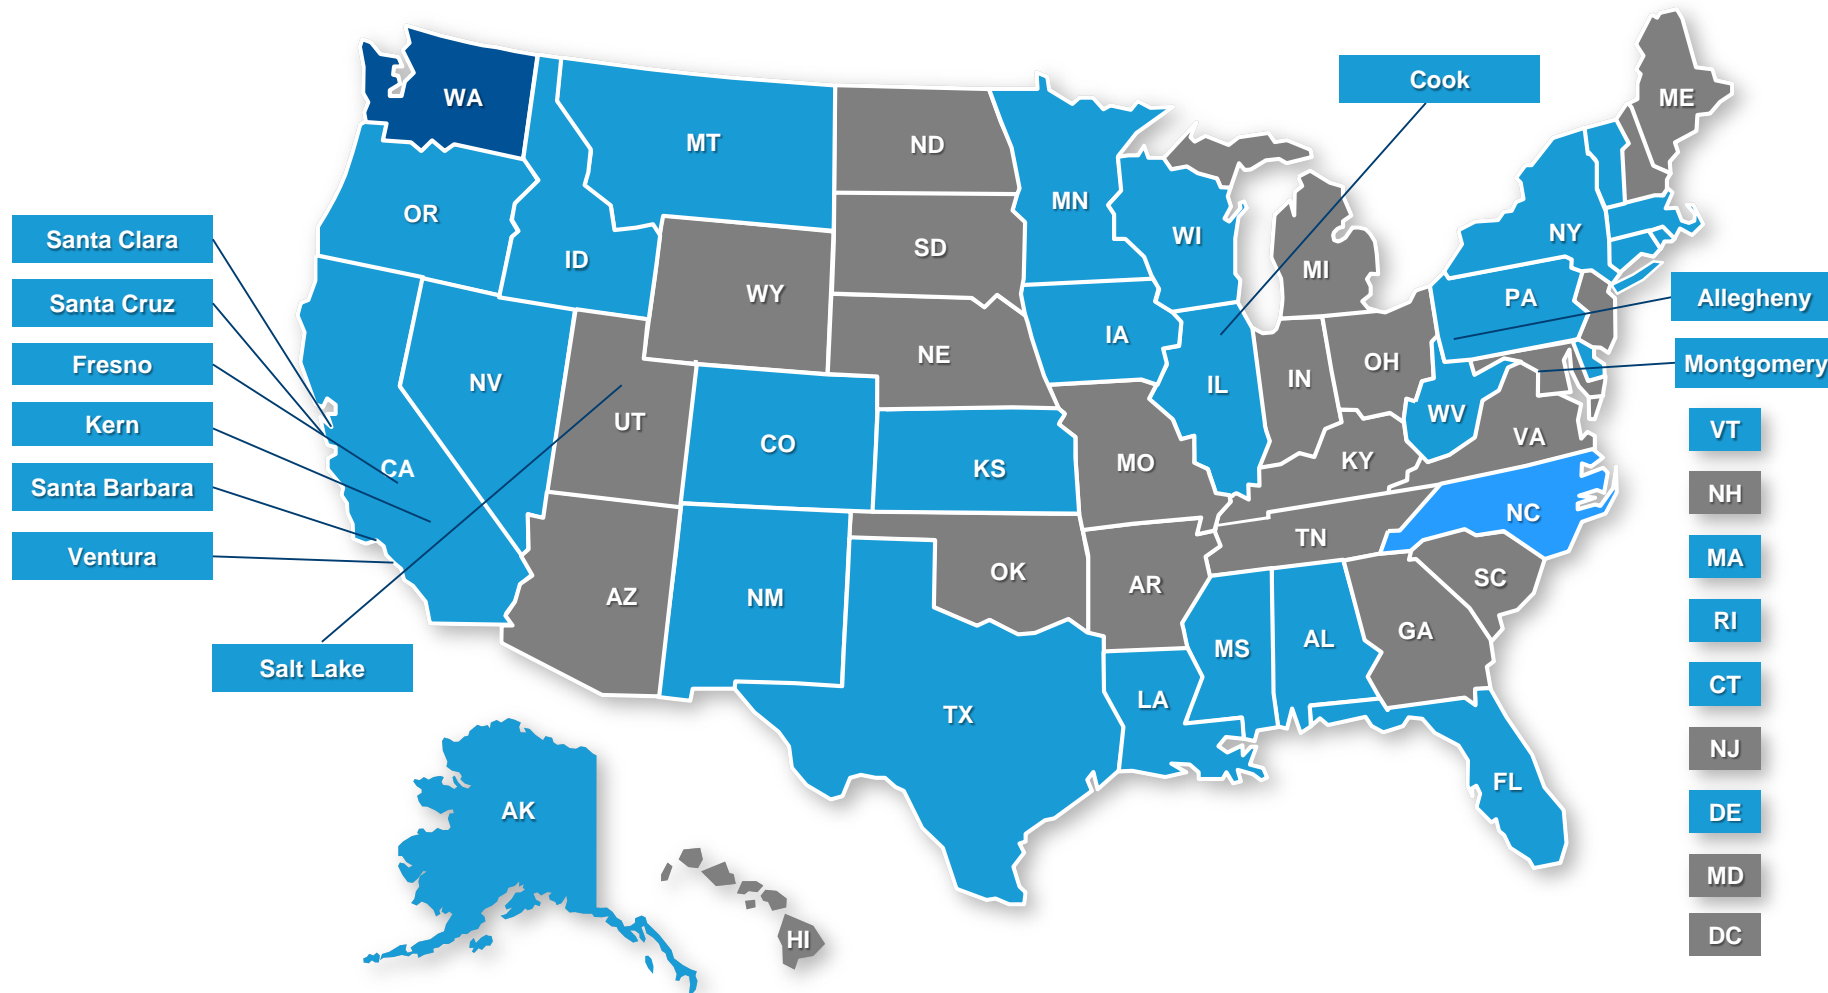 Cook
WA
ME
MT
ND
MN
OR
NY
WI
Santa Clara
SD
ID
MI
WY
PA
Allegheny
Santa Cruz
IA
NE
OH
Fresno
Montgomery
NV
IN
IL
WV
Kern
UT
VT
CO
VA
KS
MO
KY
CA
Santa Barbara
NH
NC
TN
Ventura
MA
OK
SC
AR
AZ
NM
RI
GA
AL
MS
Salt Lake
CT
LA
TX
NJ
FL
AK
DE
MD
HI
DC